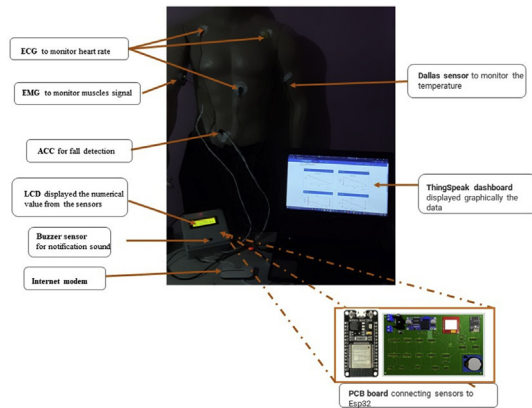 ECG to monitor heart rate
EMG to monitor muscles signal
ACC for fall detection
LCD displayed the numerical
value from the sensors
Buzzer sensor
for notification sound
Internet modem
Dallas sensor to monitor the
temperature
ThingSpeak dashboard
displayed graphically the
data
PCB board connecting sensors to
Esp32